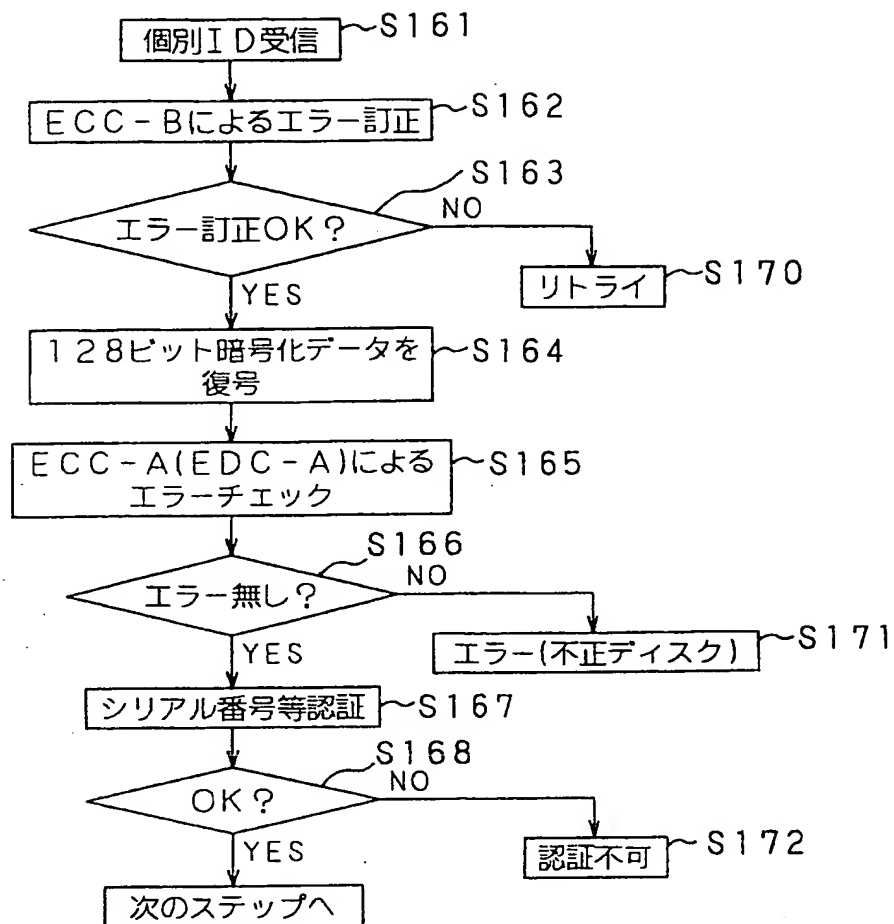 個別ID受信
S161
ECC-Bによるエラー訂正
S162
S163
エラー訂正OK?
NO
YES
リトライ
S170
128ビット暗号化データを
復号
S164
ECC-A(EDC-A)による
エラーチェック
S165
S166
エラー無し?
NO
YES
エラー(不正ディスク)
S171
シリアル番号等認証
S167
S168
OK?
NO
YES
認証不可
S172
次のステップへ